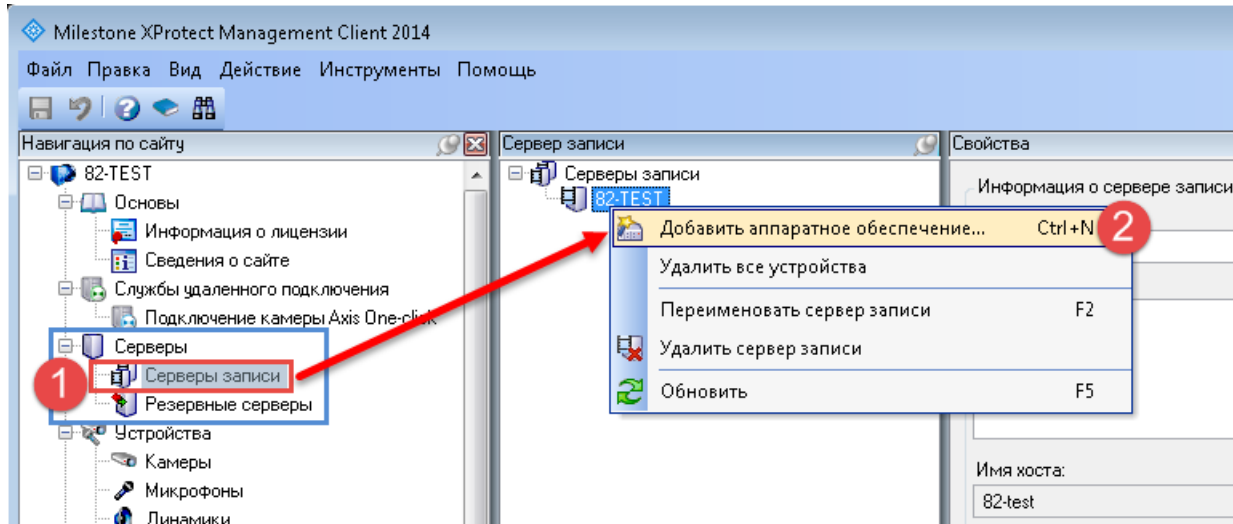 Milestone XProtect Management Client 2014
Файл Правка Вид Действие Инструменты Помощь
Навигация по сайту
82-TEST
Основы
Информация о лицензии
Сведения о сайте
Службы удаленного подключения
Подключение камеры Axis One-click
Серверы
1
Серверы записи
Резервные серверы
Устройства
Камеры
Микрофоны
Динамики
Сервер записи
Серверы записи
82-TEST
Добавить аппаратное обеспечение... Ctrl+N
2
Удалить все устройства
Переименовать сервер записи F2
Удалить сервер записи
Обновить F5
Свойства
Информация о сервере записи
Имя хоста:
82-test